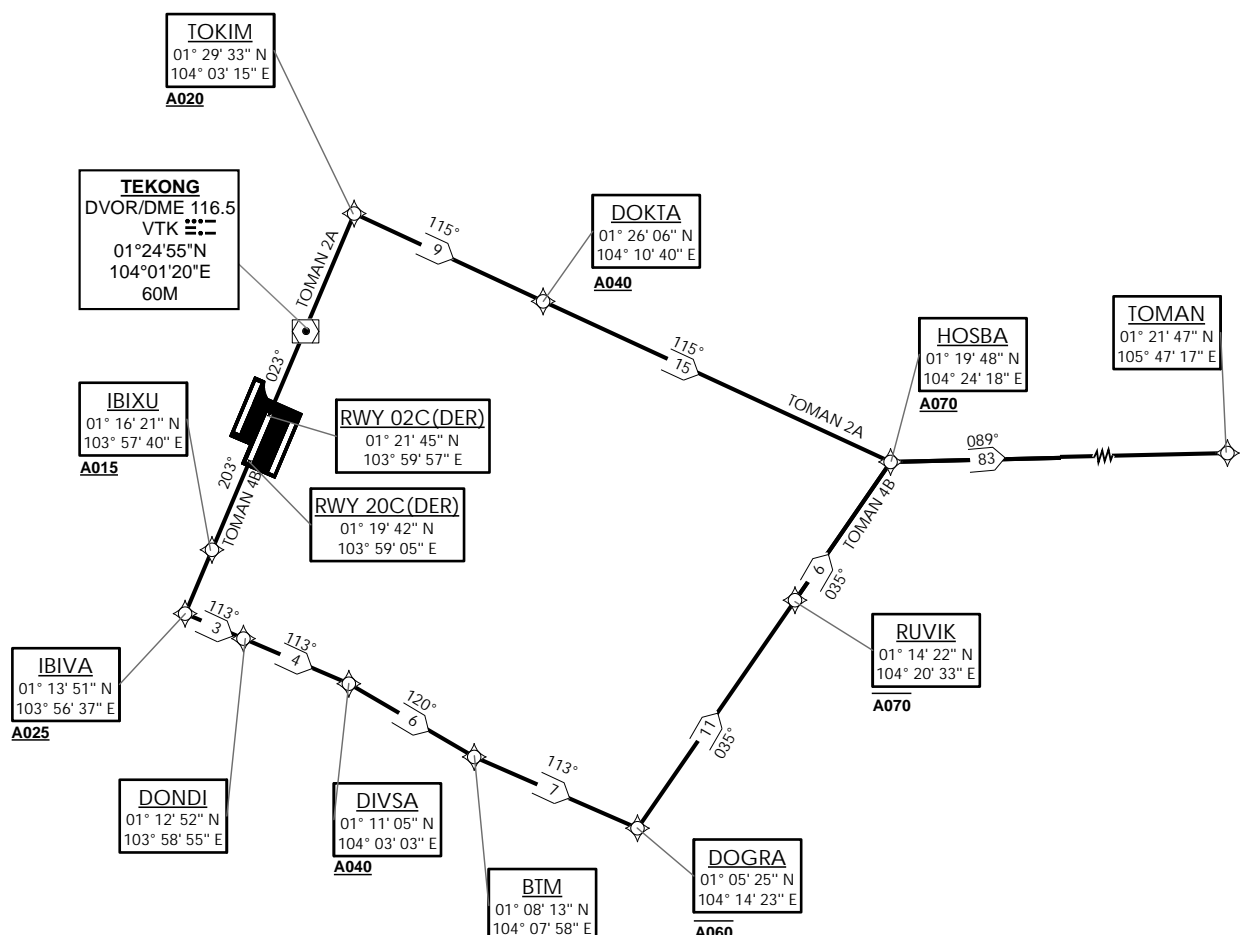 TOKIM
01° 29' 33" N
104° 03' 15" E
A020
TEKONG
DVOR/DME 116.5
VTK
01°24'55"N
104°01'20"E
60M
TOMAN 2A
023°
115°
9
DOKTA
01° 26' 06" N
104° 10' 40" E
A040
115°
15
TOMAN 2A
HOSBA
01° 19' 48" N
104° 24' 18" E
A070
TOMAN
01° 21' 47" N
105° 47' 17" E
089°
83
IBIXU
01° 16' 21" N
103° 57' 40" E
A015
RWY 02C(DER)
01° 21' 45" N
103° 59' 57" E
203°
TOMAN 4B
RWY 20C(DER)
01° 19' 42" N
103° 59' 05" E
TOMAN 4B
6
035°
RUVIK
01° 14' 22" N
104° 20' 33" E
A070
11
035°
IBIVA
01° 13' 51" N
103° 56' 37" E
A025
113°
3
113°
4
120°
6
113°
7
DONDI
01° 12' 52" N
103° 58' 55" E
DIVSA
01° 11' 05" N
104° 03' 03" E
A040
BTM
01° 08' 13" N
104° 07' 58" E
DOGRA
01° 05' 25" N
104° 14' 23" E
A060